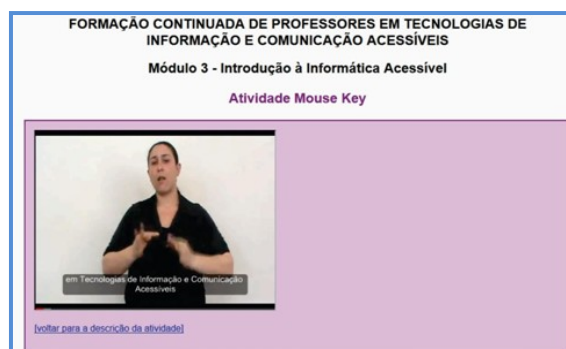 FORMAÇÃO CONTINUADA DE PROFESSORES EM TECNOLOGIAS DE
INFORMAÇÃO E COMUNICAÇÃO ACESSÍVEIS
Módulo 3 - Introdução à Informática Acessível
Atividade Mouse Key
em Tecnologias de Informação e Comunicação
Acessíveis
[voltar para a descrição da atividade]